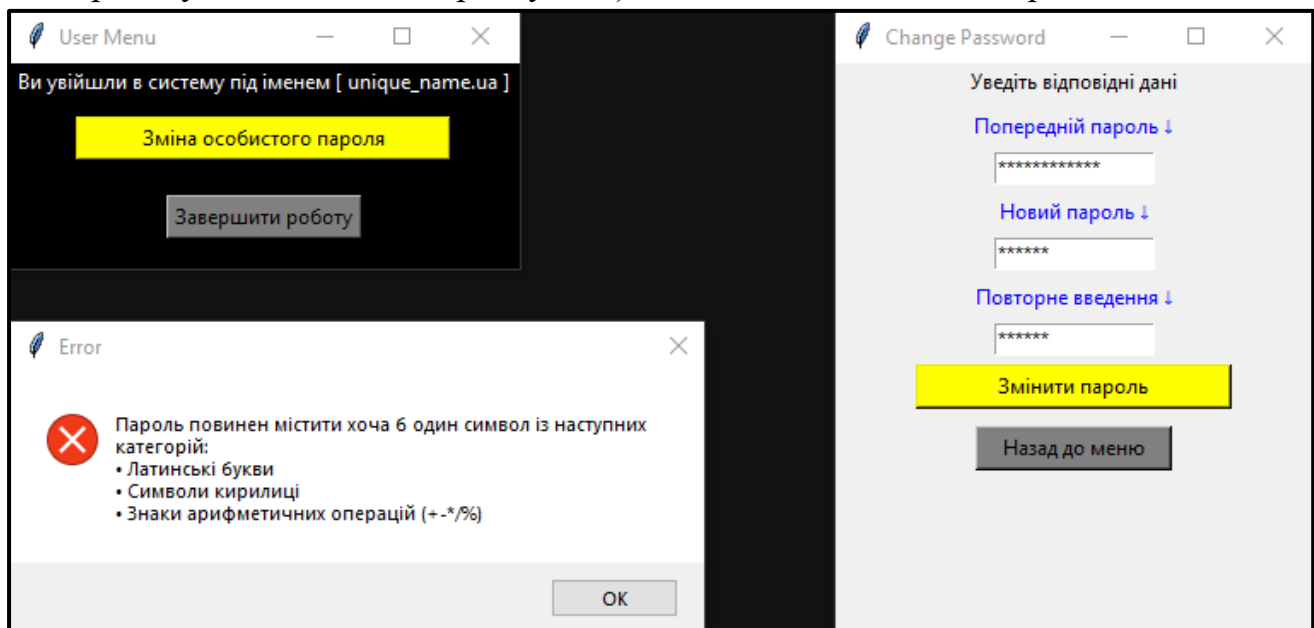 User Menu
Ви увійшли в систему під іменем [ unique_name.ua ]
Зміна особистого пароля
Завершити роботу
Error
Пароль повинен містити хоча б один символ із наступних
категорій:
• Латинські букви
• Символи кирилиці
• Знаки арифметичних операцій (+-*/%)
OK
Change Password
Уведіть відповідні дані
Попередній пароль ↓
************
Новий пароль ↓
******
Повторне введення ↓
******
Змінити пароль
Назад до меню